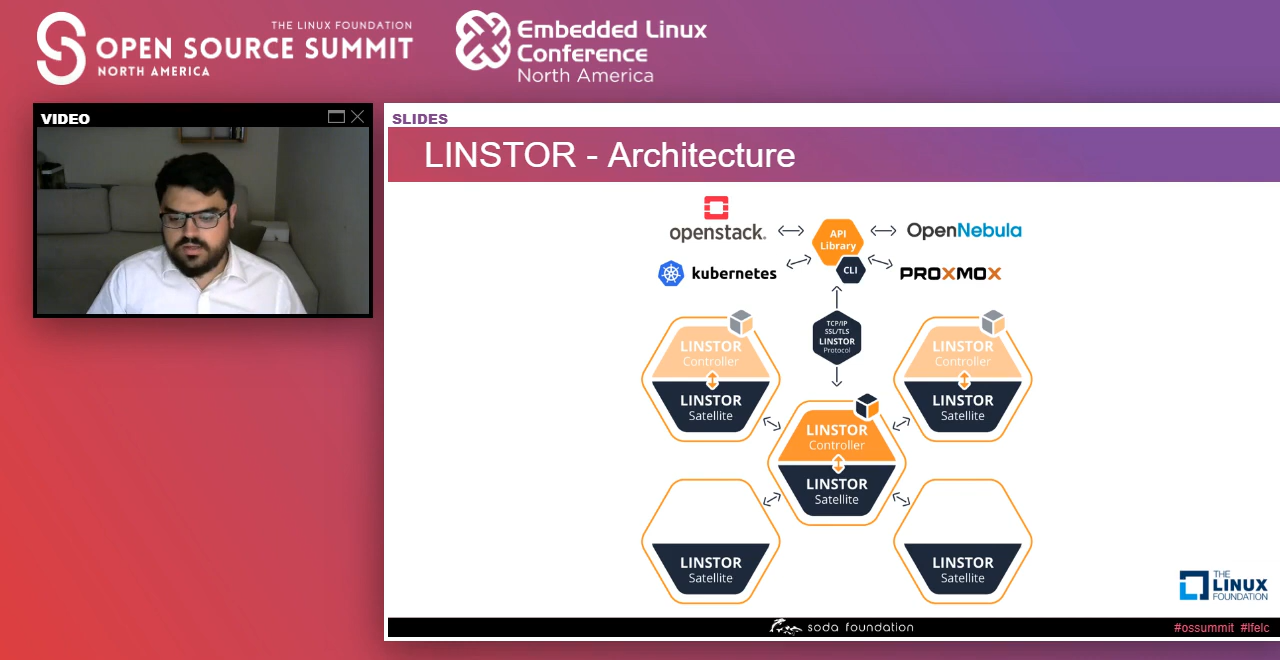 THE LINUX FOUNDATION
OPEN SOURCE SUMMIT
NORTH AMERICA
Embedded Linux
Conference
North America
VIDEO
SLIDES
LINSTOR - Architecture
openstack.
API
Library
OpenNebula
kubernetes
CLI
PROXMOX
TCP/IP
SSL/TLS
LINSTOR
Protocol
LINSTOR
Controller
LINSTOR
Satellite
LINSTOR
Controller
LINSTOR
Satellite
LINSTOR
Controller
LINSTOR
Satellite
LINSTOR
Satellite
LINSTOR
Satellite
THE
LINUX
FOUNDATION
soda foundation
#ossummit #lfelc